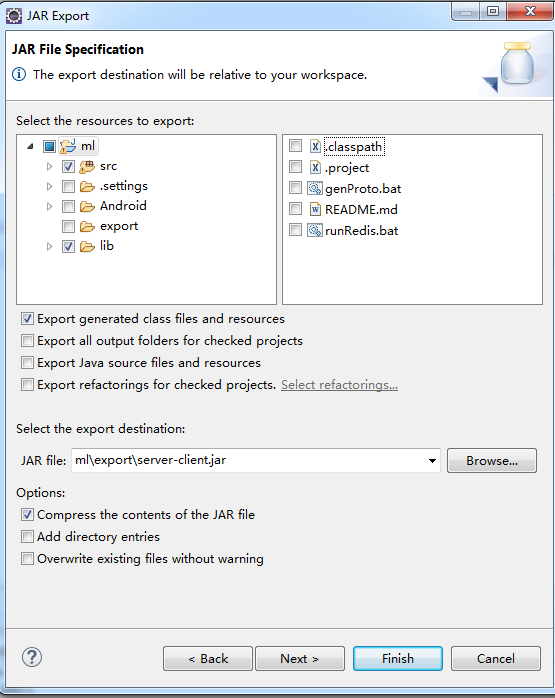 JAR Export
JAR File Specification
The export destination will be relative to your workspace.
Select the resources to export:
ml
src
.settings
Android
export
lib
.classpath
.project
genProto.bat
README.md
runRedis.bat
Export generated class files and resources
Export all output folders for checked projects
Export Java source files and resources
Export refactorings for checked projects. Select refactorings...
Select the export destination:
JAR file: ml\export\server-client.jar Browse...
Options:
Compress the contents of the JAR file
Add directory entries
Overwrite existing files without warning
< Back Next > Finish Cancel